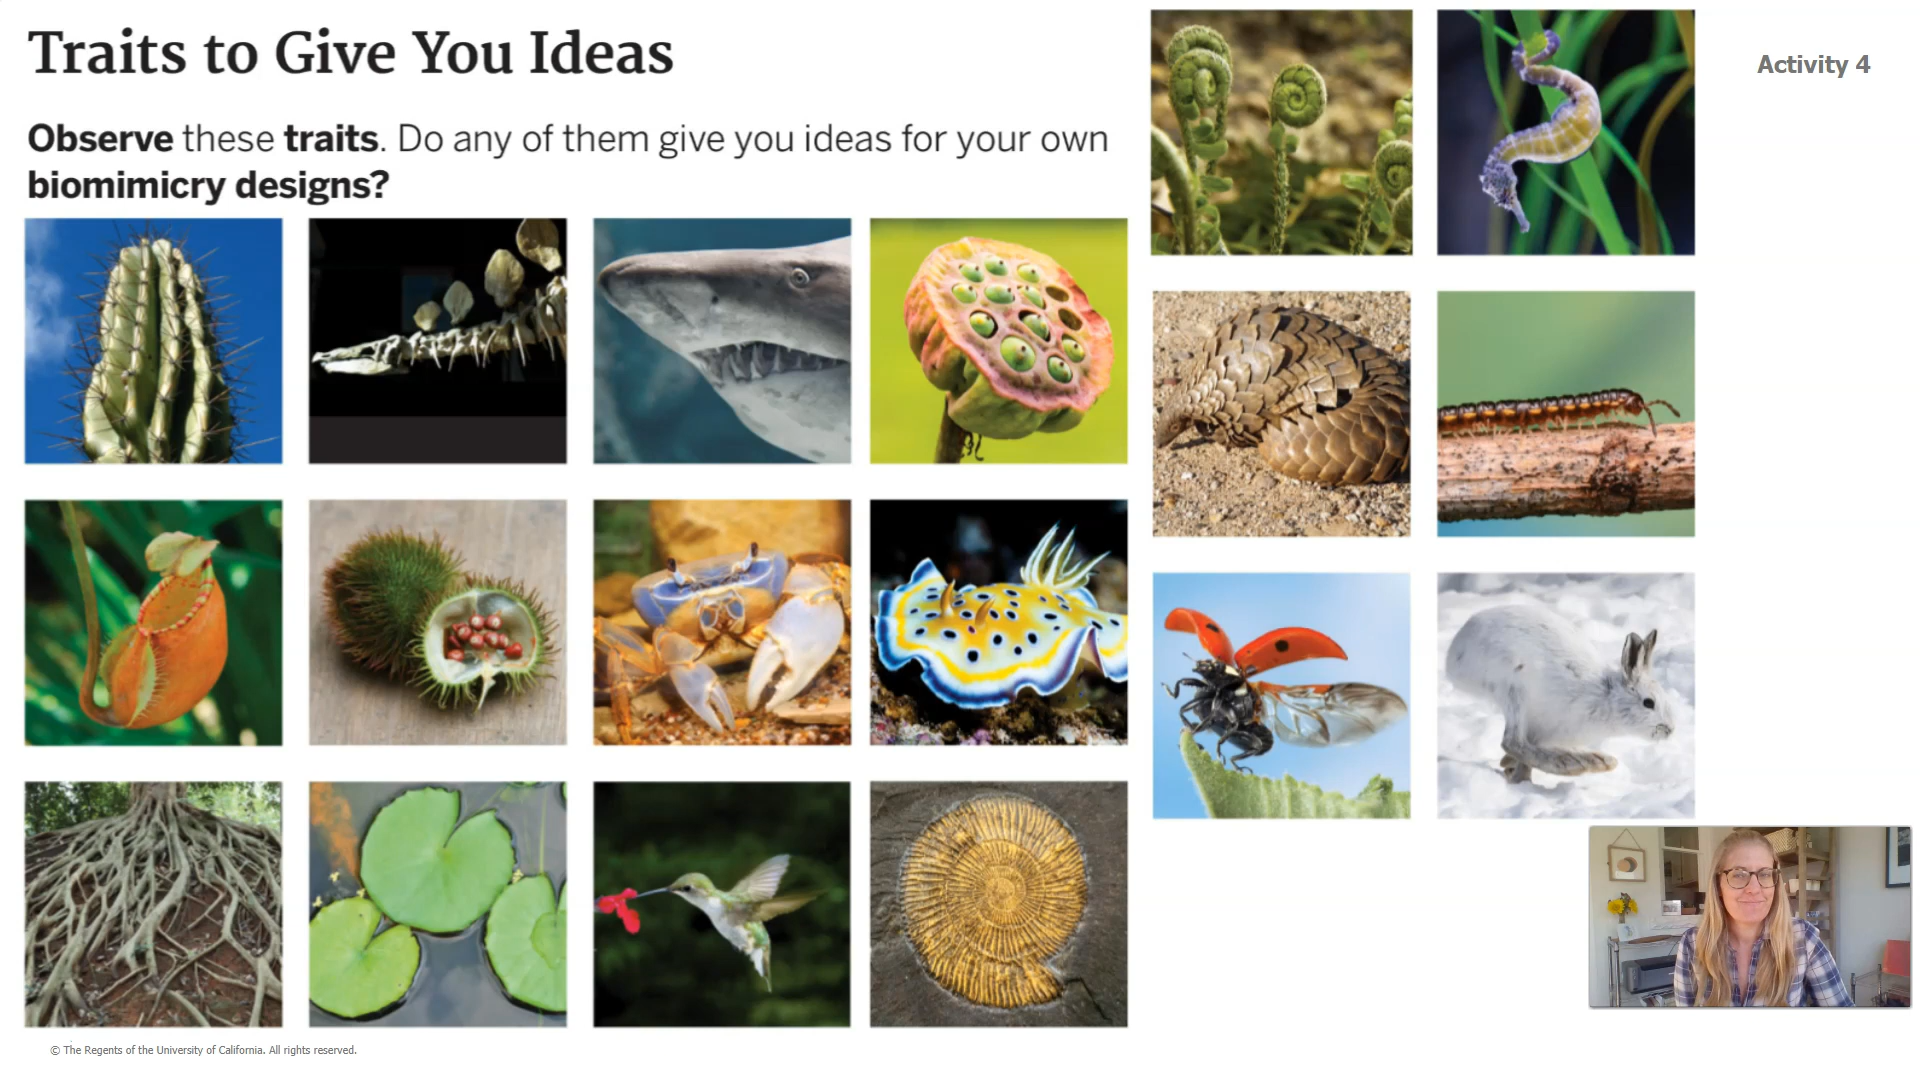 Traits to Give You Ideas
Activity 4
Observe these traits. Do any of them give you ideas for your own
biomimicry designs?
© The Regents of the University of California. All rights reserved.